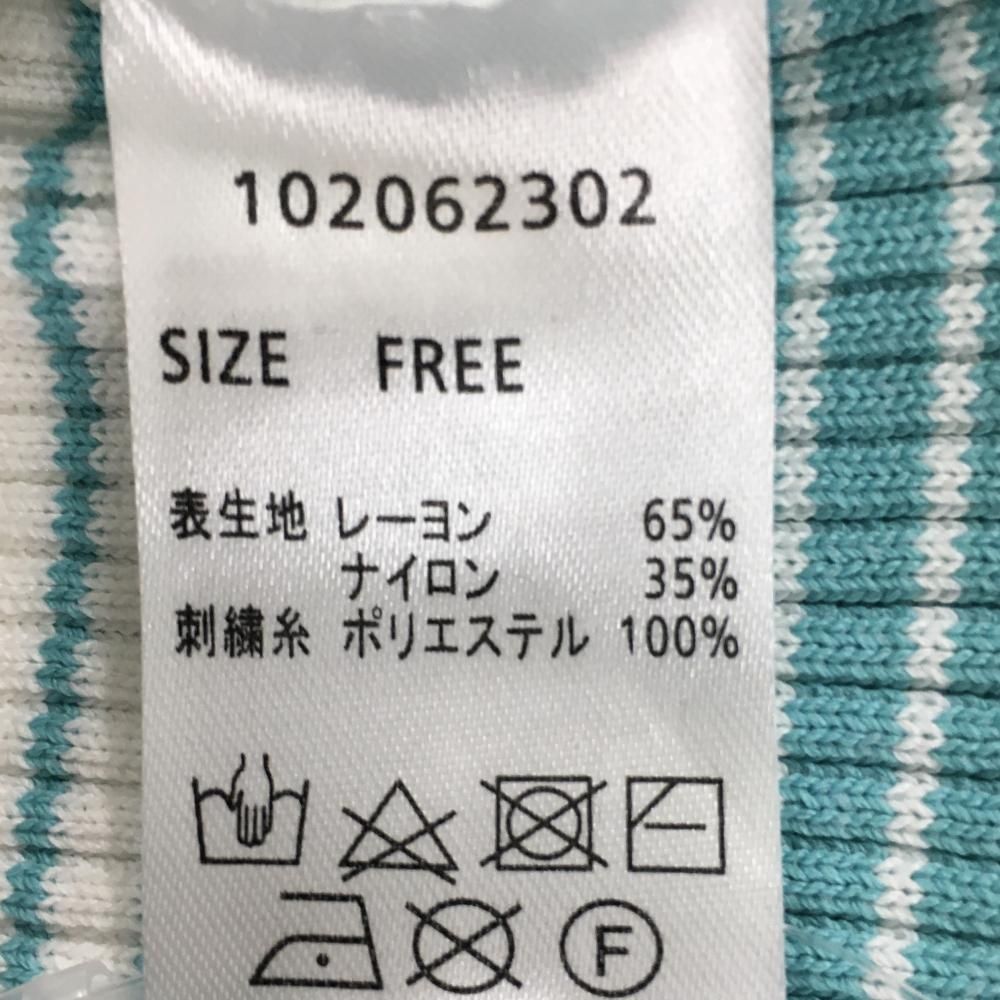 102062302
SIZE FREE
表生地 レーヨン 65%
ナイロン 35%
刺繍糸 ポリエステル 100%
F